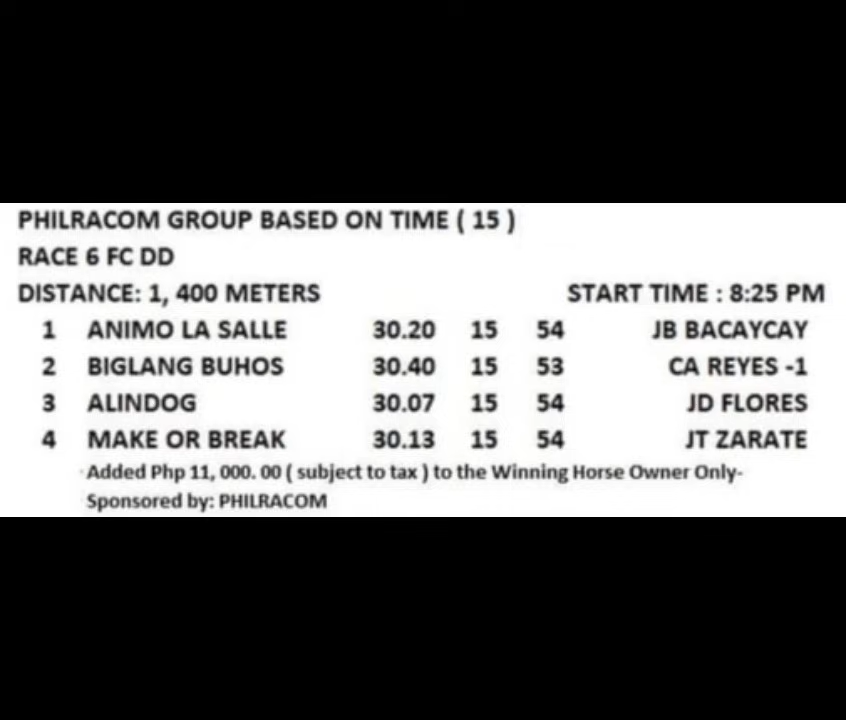 PHILRACOM GROUP BASED ON TIME ( 15 )
RACE 6 FC DD
DISTANCE: 1, 400 METERS START TIME : 8:25 PM
1 ANIMO LA SALLE 30.20 15 54 JB BACAYCAY
2 BIGLANG BUHOS 30.40 15 53 CA REYES -1
3 ALINDOG 30.07 15 54 JD FLORES
4 MAKE OR BREAK 30.13 15 54 JT ZARATE
Added Php 11, 000. 00 ( subject to tax ) to the Winning Horse Owner Only-
Sponsored by: PHILRACOM